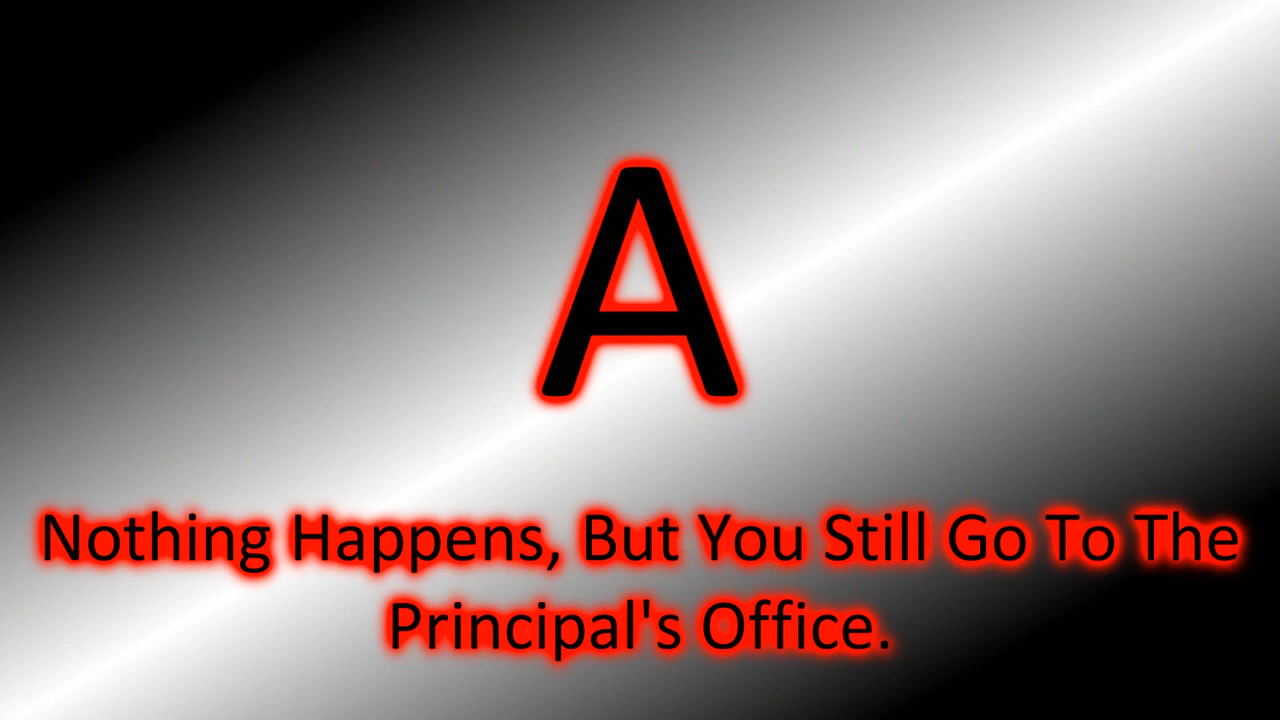 A
Nothing Happens, But You Still Go To The
Principal's Office.